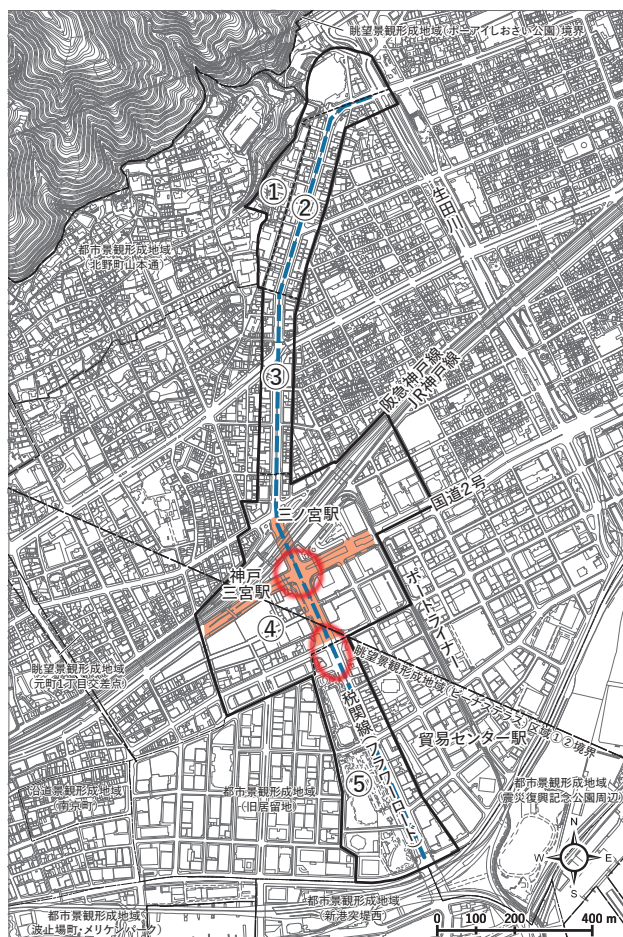 眺望景観形成地域(ポーアイしおさい公園)境界
生田川
①
②
都市景観形成地域
(北野町山本通)
③
阪急神戸線
JR神戸線
国道2号
三ノ宮駅
神戸
三宮駅
④
ポートライナー
眺望景観形成地域
元町1丁目交差点)
眺望景観形成地域(ビーナステラス)区域①②境界
税関線
フラワーロード
貿易センター駅
⑤
沿道景観形成地域
(南京町)
都市景観形成地域
(旧居留地)
都市景観形成地域
(震災復興記念公園周辺)
N
W
E
S
都市景観形成地域
(波止場町・メリケンパーク)
都市景観形成地域
(新港突堤西)
0 100 200 400 m